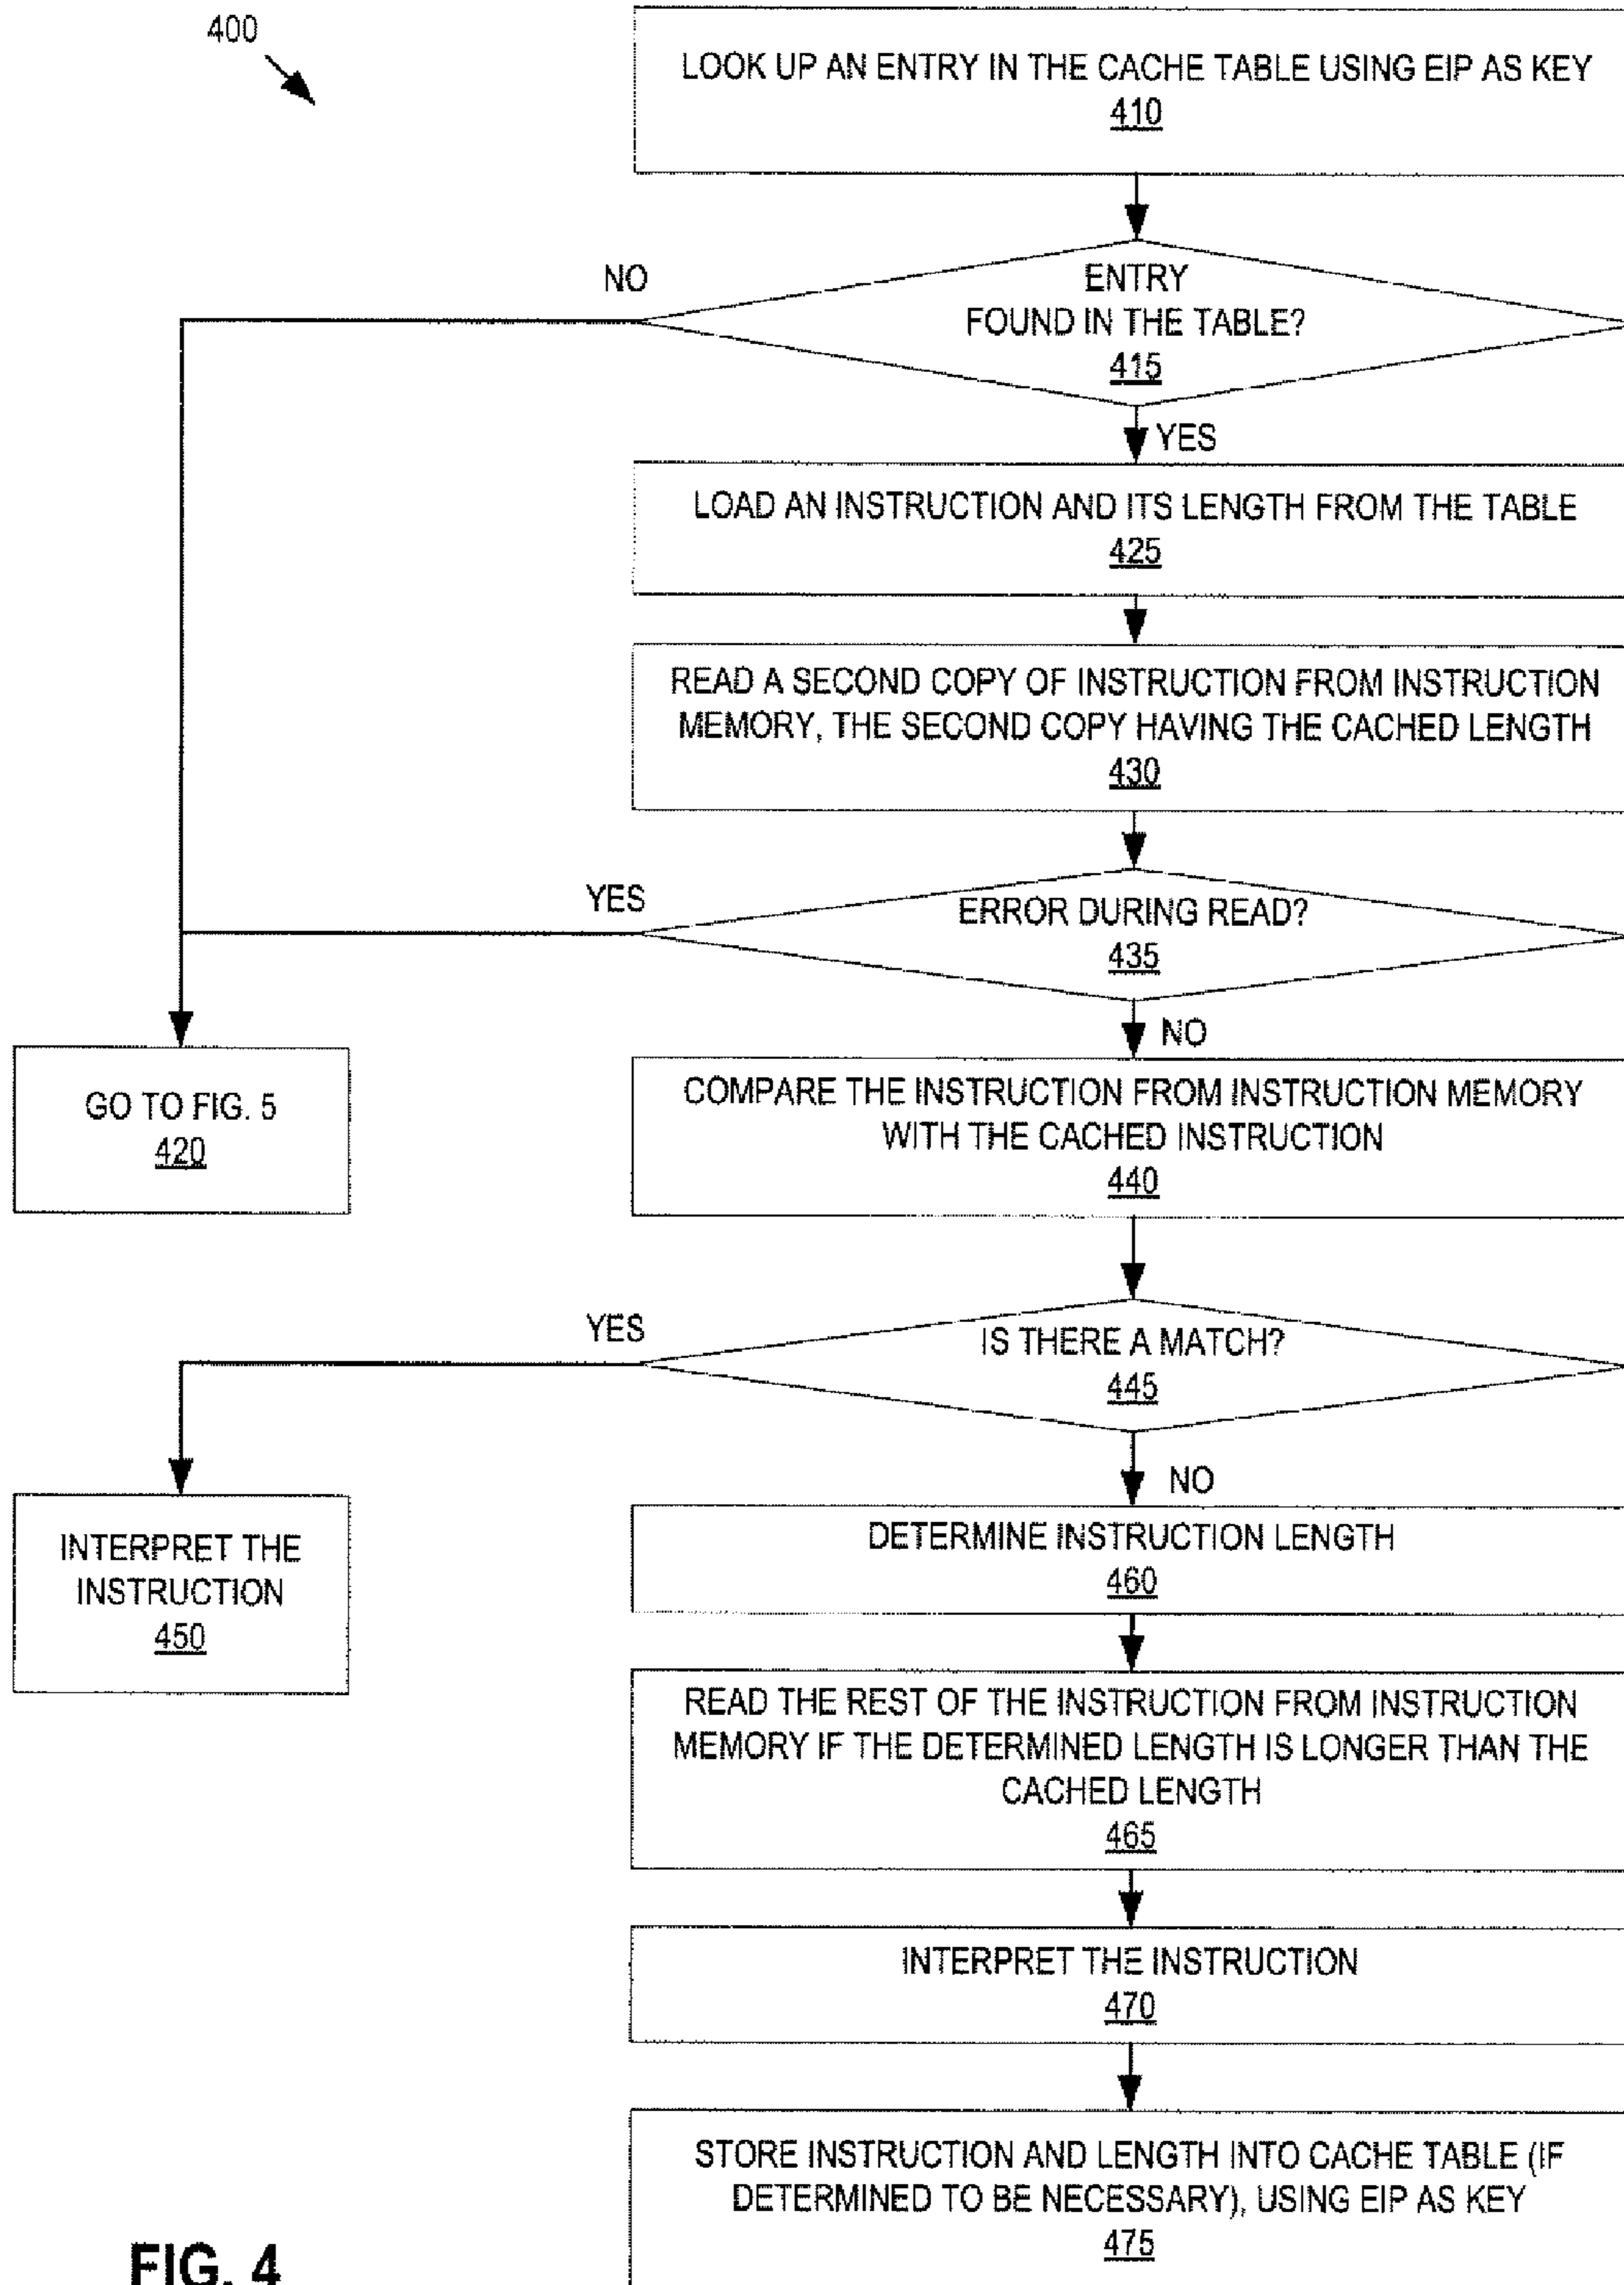 400
LOOK UP AN ENTRY IN THE CACHE TABLE USING EIP AS KEY
410
NO
ENTRY
FOUND IN THE TABLE?
415
YES
LOAD AN INSTRUCTION AND ITS LENGTH FROM THE TABLE
425
READ A SECOND COPY OF INSTRUCTION FROM INSTRUCTION
MEMORY, THE SECOND COPY HAVING THE CACHED LENGTH
430
YES
ERROR DURING READ?
435
NO
GO TO FIG. 5
420
COMPARE THE INSTRUCTION FROM INSTRUCTION MEMORY
WITH THE CACHED INSTRUCTION
440
YES
IS THERE A MATCH?
445
NO
INTERPRET THE
INSTRUCTION
450
DETERMINE INSTRUCTION LENGTH
460
READ THE REST OF THE INSTRUCTION FROM INSTRUCTION
MEMORY IF THE DETERMINED LENGTH IS LONGER THAN THE
CACHED LENGTH
465
INTERPRET THE INSTRUCTION
470
STORE INSTRUCTION AND LENGTH INTO CACHE TABLE (IF
DETERMINED TO BE NECESSARY), USING EIP AS KEY
475
FIG. 4